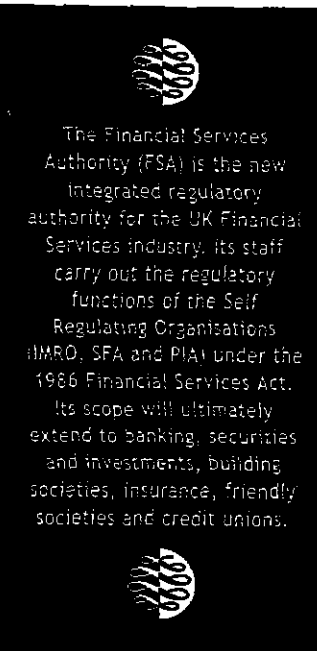 The Financial Services
Authority (FSA) is the new
integrated regulatory
authority for the UK Financial
Services Industry. Its staff
carry out the regulatory
functions of the Self
Regulating Organisations
(IMRO, SFA and PIA) under the
1986 Financial Services Act.
Its scope will ultimately
extend to banking, securities
and investments, building
societies, insurance, friendly
societies and credit unions.